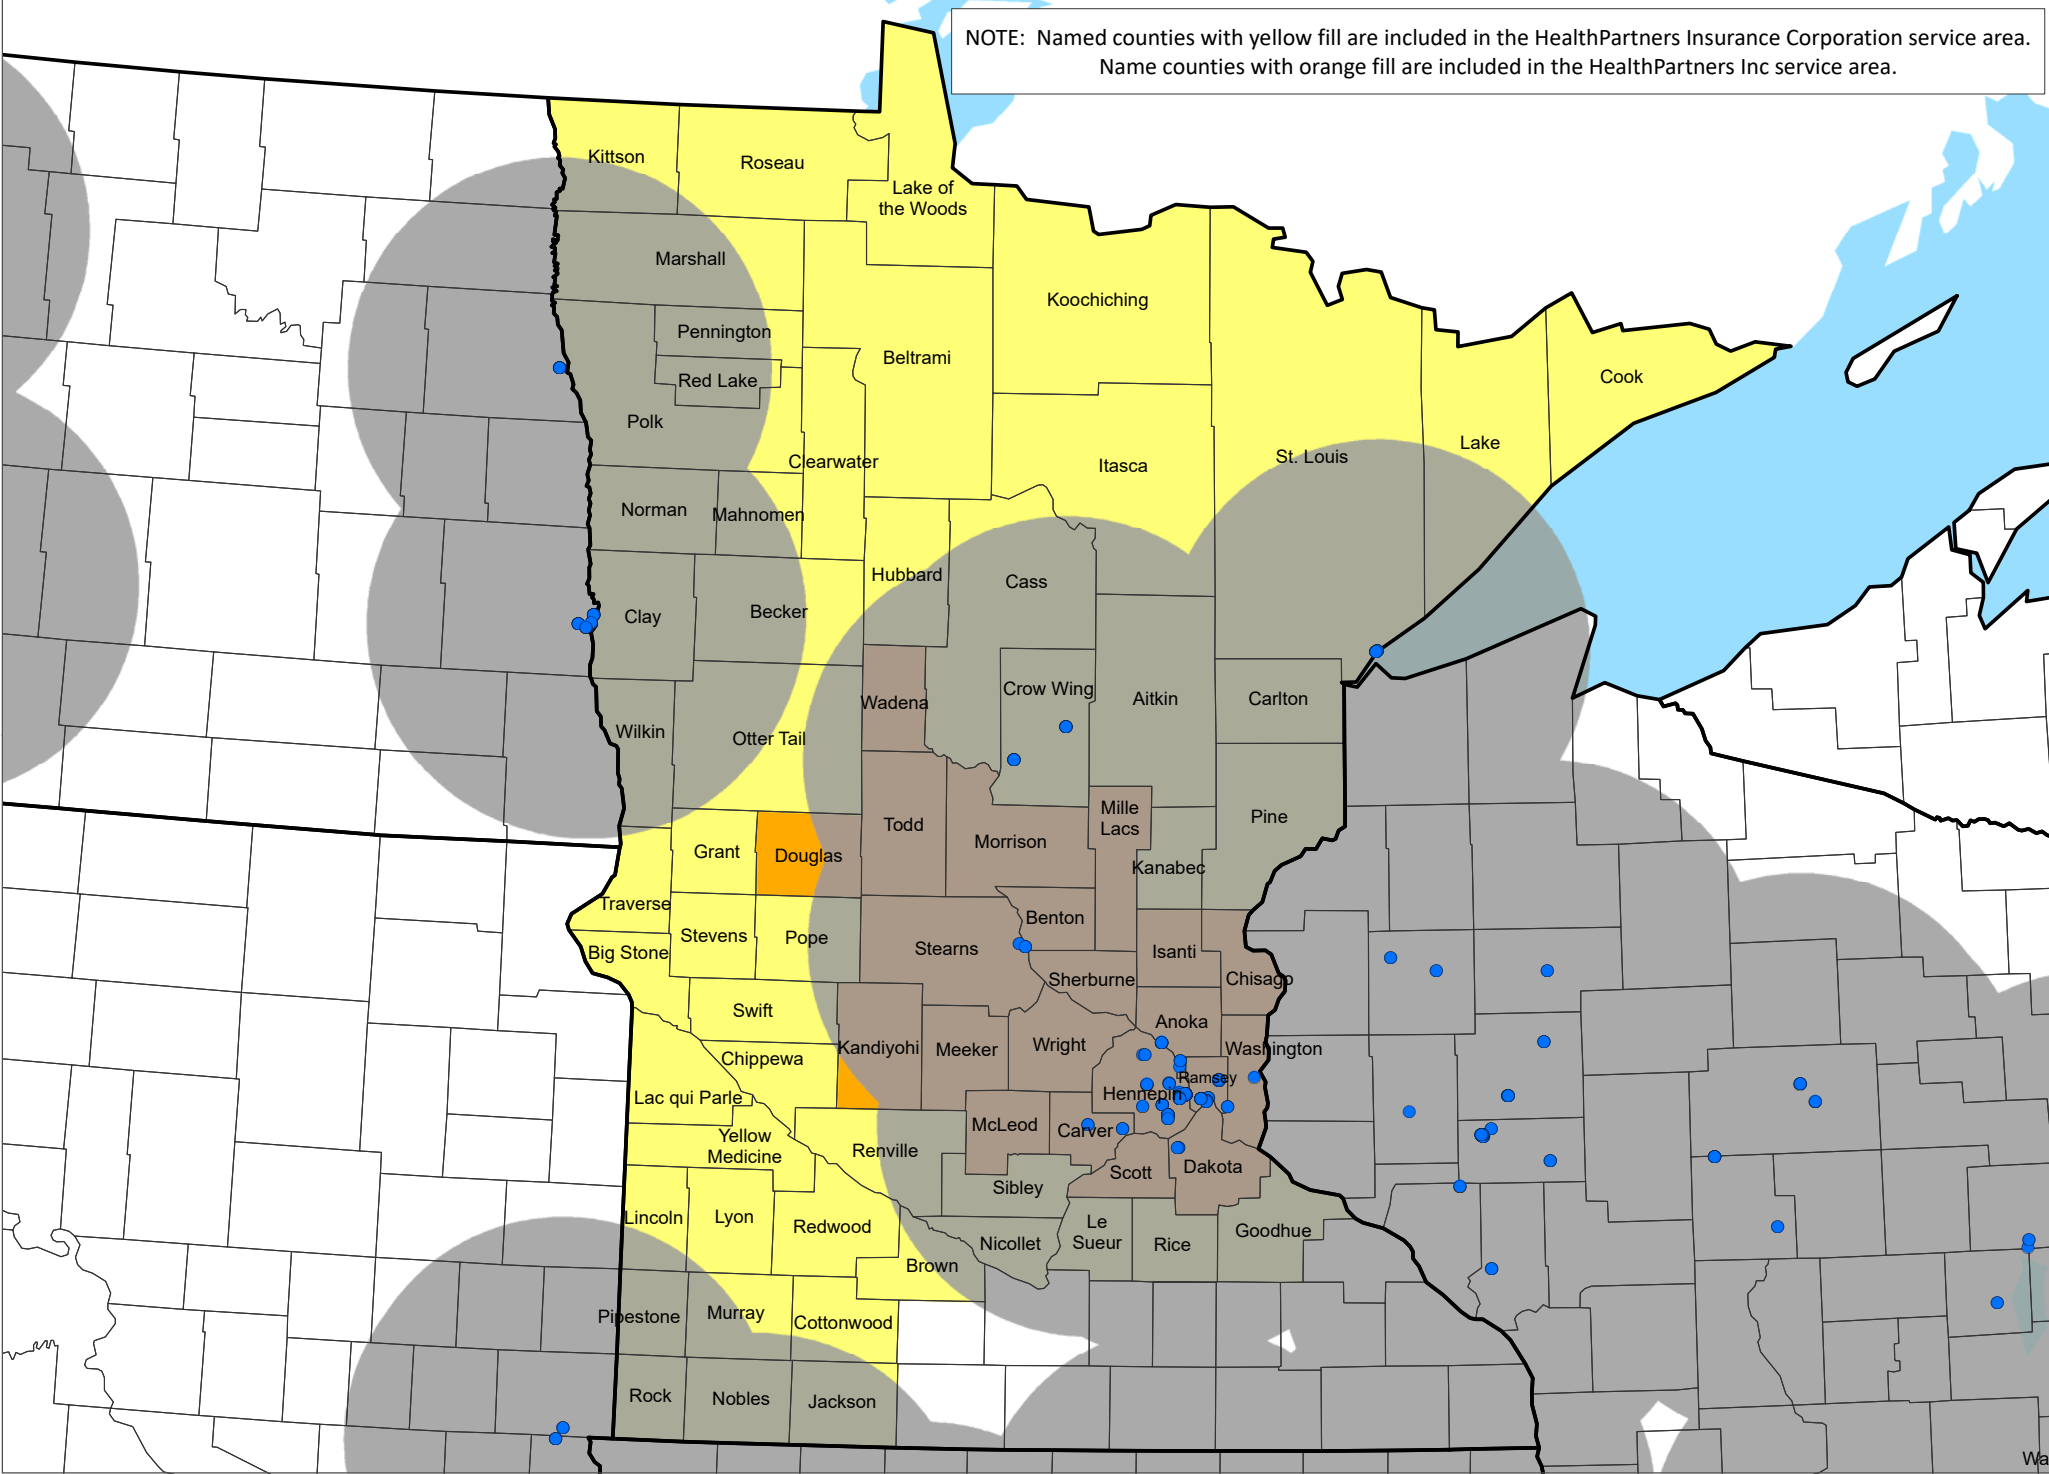 NOTE: Named counties with yellow fill are included in the HealthPartners Insurance Corporation service area.
Name counties with orange fill are included in the HealthPartners Inc service area.
Kittson
Roseau
Lake of
the Woods
Marshall
Koochiching
Pennington
Beltrami
Red Lake
Cook
Polk
Lake
Clearwater
Itasca
St. Louis
Norman
Mahnomen
Hubbard
Cass
Clay
Becker
Crow Wing
Aitkin
Carlton
Wadena
Wilkin
Otter Tail
Mille
Lacs
Pine
Todd
Morrison
Grant
Douglas
Kanabec
Traverse
Benton
Stevens
Pope
Stearns
Isanti
Big Stone
Sherburne
Chisago
Swift
Anoka
Kandiyohi
Meeker
Wright
Washington
Chippewa
Ramsey
Lac qui Parle
Hennepin
McLeod
Carver
Yellow
Medicine
Renville
Scott
Dakota
Sibley
Lincoln
Lyon
Redwood
Le
Sueur
Goodhue
Nicollet
Rice
Brown
Pipestone
Murray
Cottonwood
Rock
Nobles
Jackson
Wa